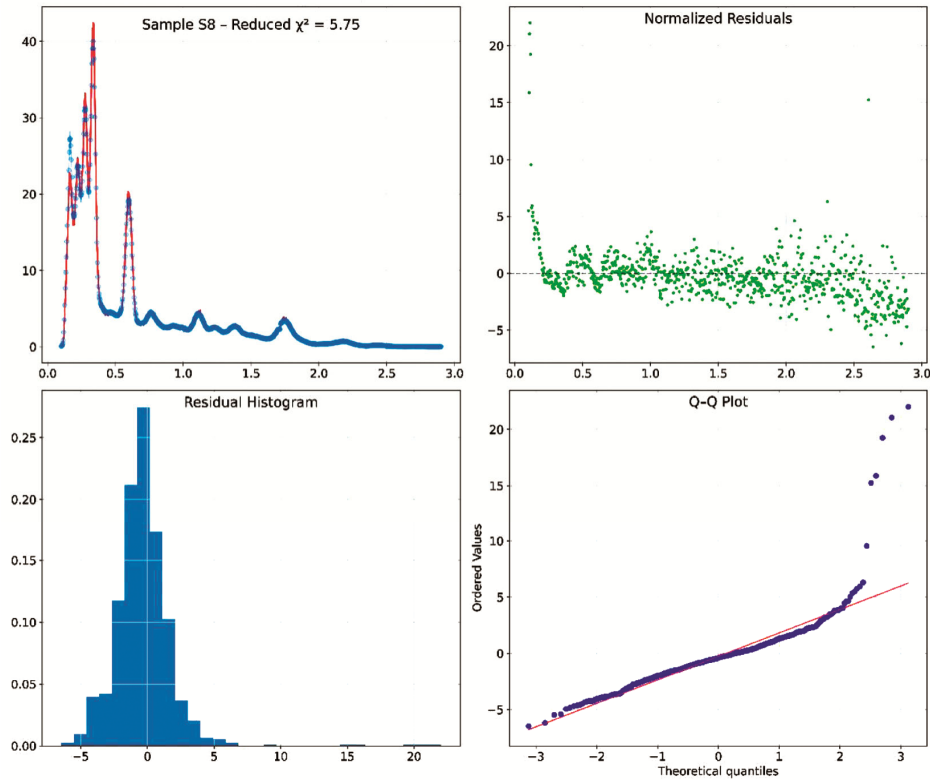 Sample S8 – Reduced χ² = 5.75
40
30
20
10
0
0.0 0.5 1.0 1.5 2.0 2.5 3.0
Normalized Residuals
20
15
10
5
0
−5
0.0 0.5 1.0 1.5 2.0 2.5 3.0
Residual Histogram
0.25
0.20
0.15
0.10
0.05
0.00
−5 0 5 10 15 20
Q–Q Plot
Ordered Values
20
15
10
5
0
−5
−3 −2 −1 0 1 2 3
Theoretical quantiles